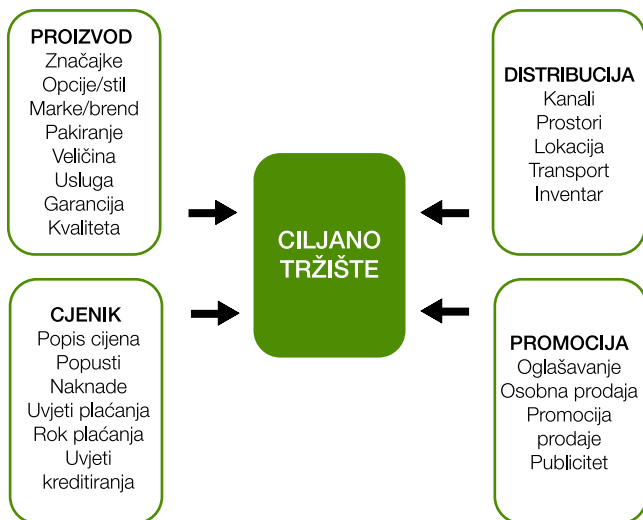 PROIZVOD
Značajke
Opcije/stil
Marke/brend
Pakiranje
Veličina
Usluga
Garancija
Kvaliteta
DISTRIBUCIJA
Kanali
Prostori
Lokacija
Transport
Inventar
CILJANO
TRŽIŠTE
CJENIK
Popis cijena
Popusti
Naknade
Uvjeti plaćanja
Rok plaćanja
Uvjeti
kreditiranja
PROMOCIJA
Oglašavanje
Osobna prodaja
Promocija
prodaje
Publicitet